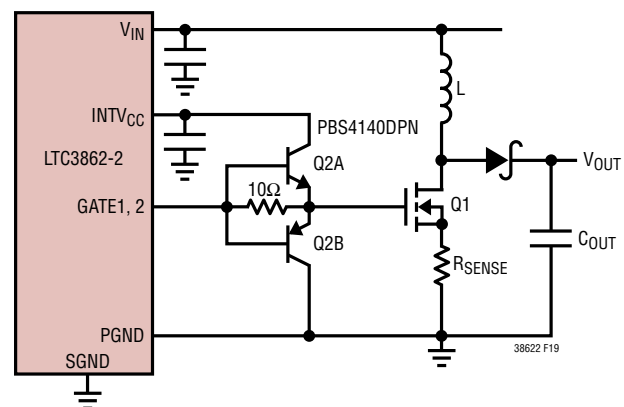 VIN
L
INTVCC
PBS4140DPN
LTC3862-2
Q2A
10Ω
VOUT
GATE1, 2
Q1
Q2B
COUT
RSENSE
PGND
38622 F19
SGND